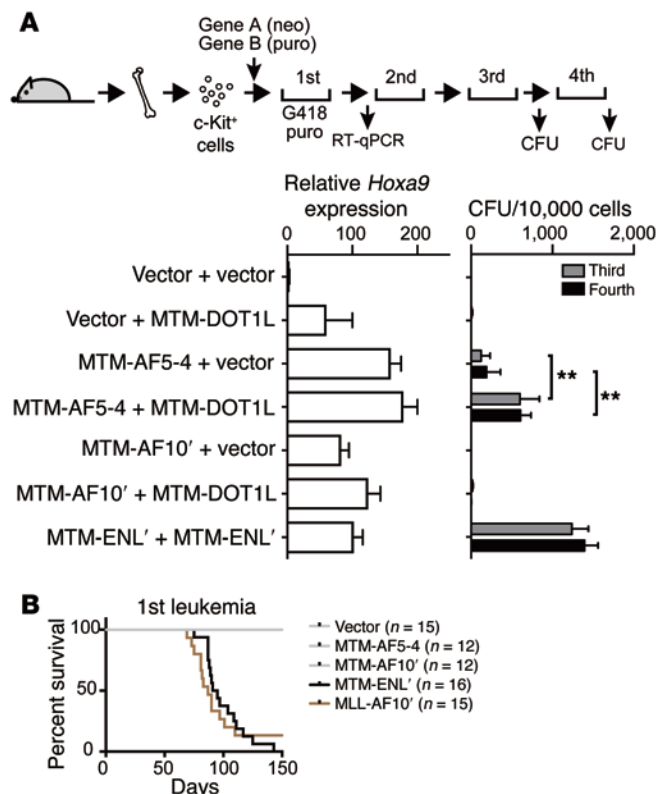 A
Gene A (neo)
Gene B (puro)
1st
2nd
3rd
4th
c-Kit⁺
cells
G418
puro
RT-qPCR
CFU
CFU
Relative Hoxa9
expression
CFU/10,000 cells
0 100 200
0 1,000 2,000
Third
Fourth
Vector + vector
Vector + MTM-DOT1L
MTM-AF5-4 + vector
MTM-AF5-4 + MTM-DOT1L
MTM-AF10′ + vector
MTM-AF10′ + MTM-DOT1L
MTM-ENL′ + MTM-ENL′
**
**
B
1st leukemia
Percent survival
100
50
0
0 50 100 150
Days
Vector (n = 15)
MTM-AF5-4 (n = 12)
MTM-AF10′ (n = 12)
MTM-ENL′ (n = 16)
MLL-AF10′ (n = 15)